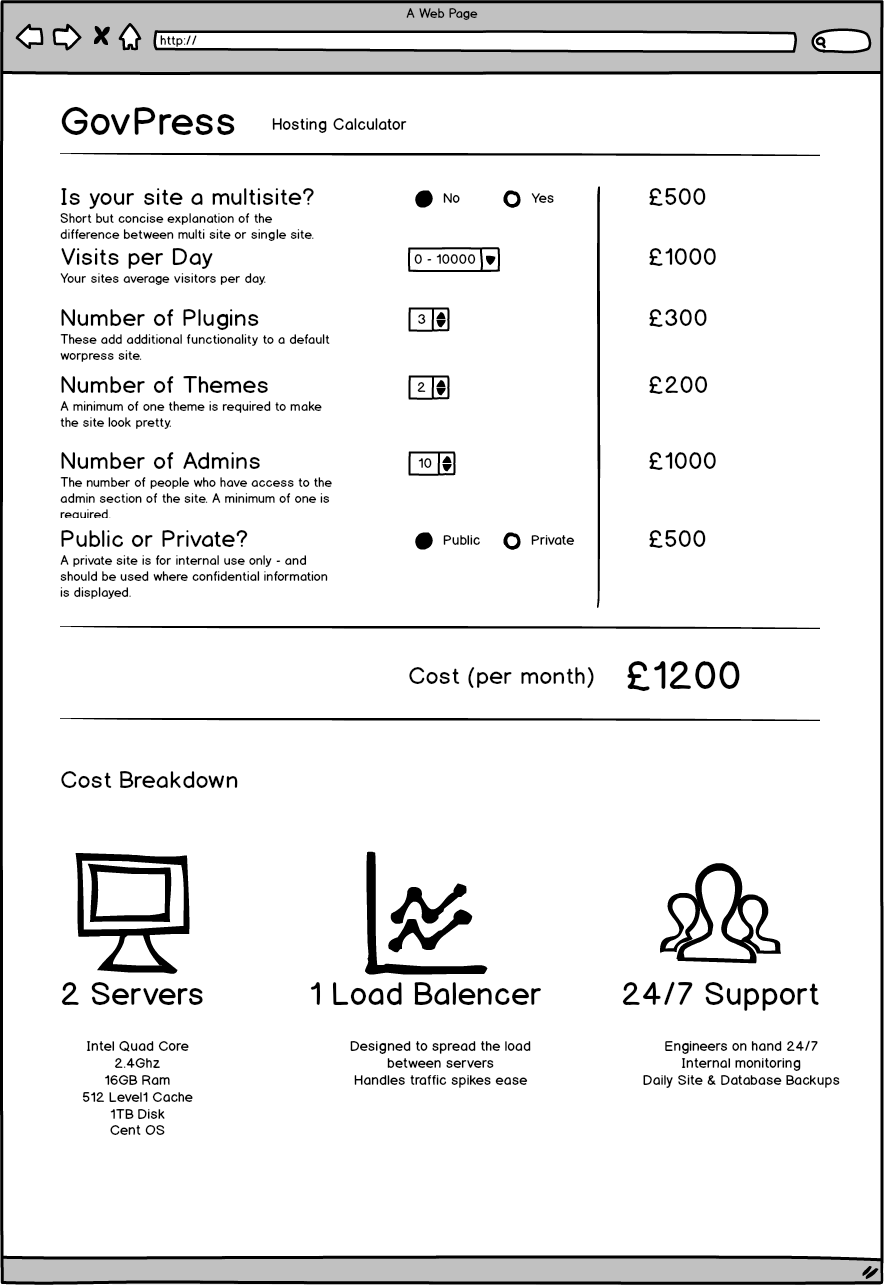 A Web Page
http://
GovPress
Hosting Calculator
Is your site a multisite?
No
Yes
£500
Short but concise explanation of the
difference between multi site or single site.
Visits per Day
0 - 10000
£1000
Your sites average visitors per day.
Number of Plugins
3
£300
These add additional functionality to a default
worpress site.
Number of Themes
2
£200
A minimum of one theme is required to make
the site look pretty.
Number of Admins
10
£1000
The number of people who have access to the
admin section of the site. A minimum of one is
required.
Public or Private?
Public
Private
£500
A private site is for internal use only - and
should be used where confidential information
is displayed.
Cost (per month)
£1200
Cost Breakdown
2 Servers
Intel Quad Core
2.4Ghz
16GB Ram
512 Level1 Cache
1TB Disk
Cent OS
1 Load Balencer
Designed to spread the load
between servers
Handles traffic spikes ease
24/7 Support
Engineers on hand 24/7
Internal monitoring
Daily Site & Database Backups